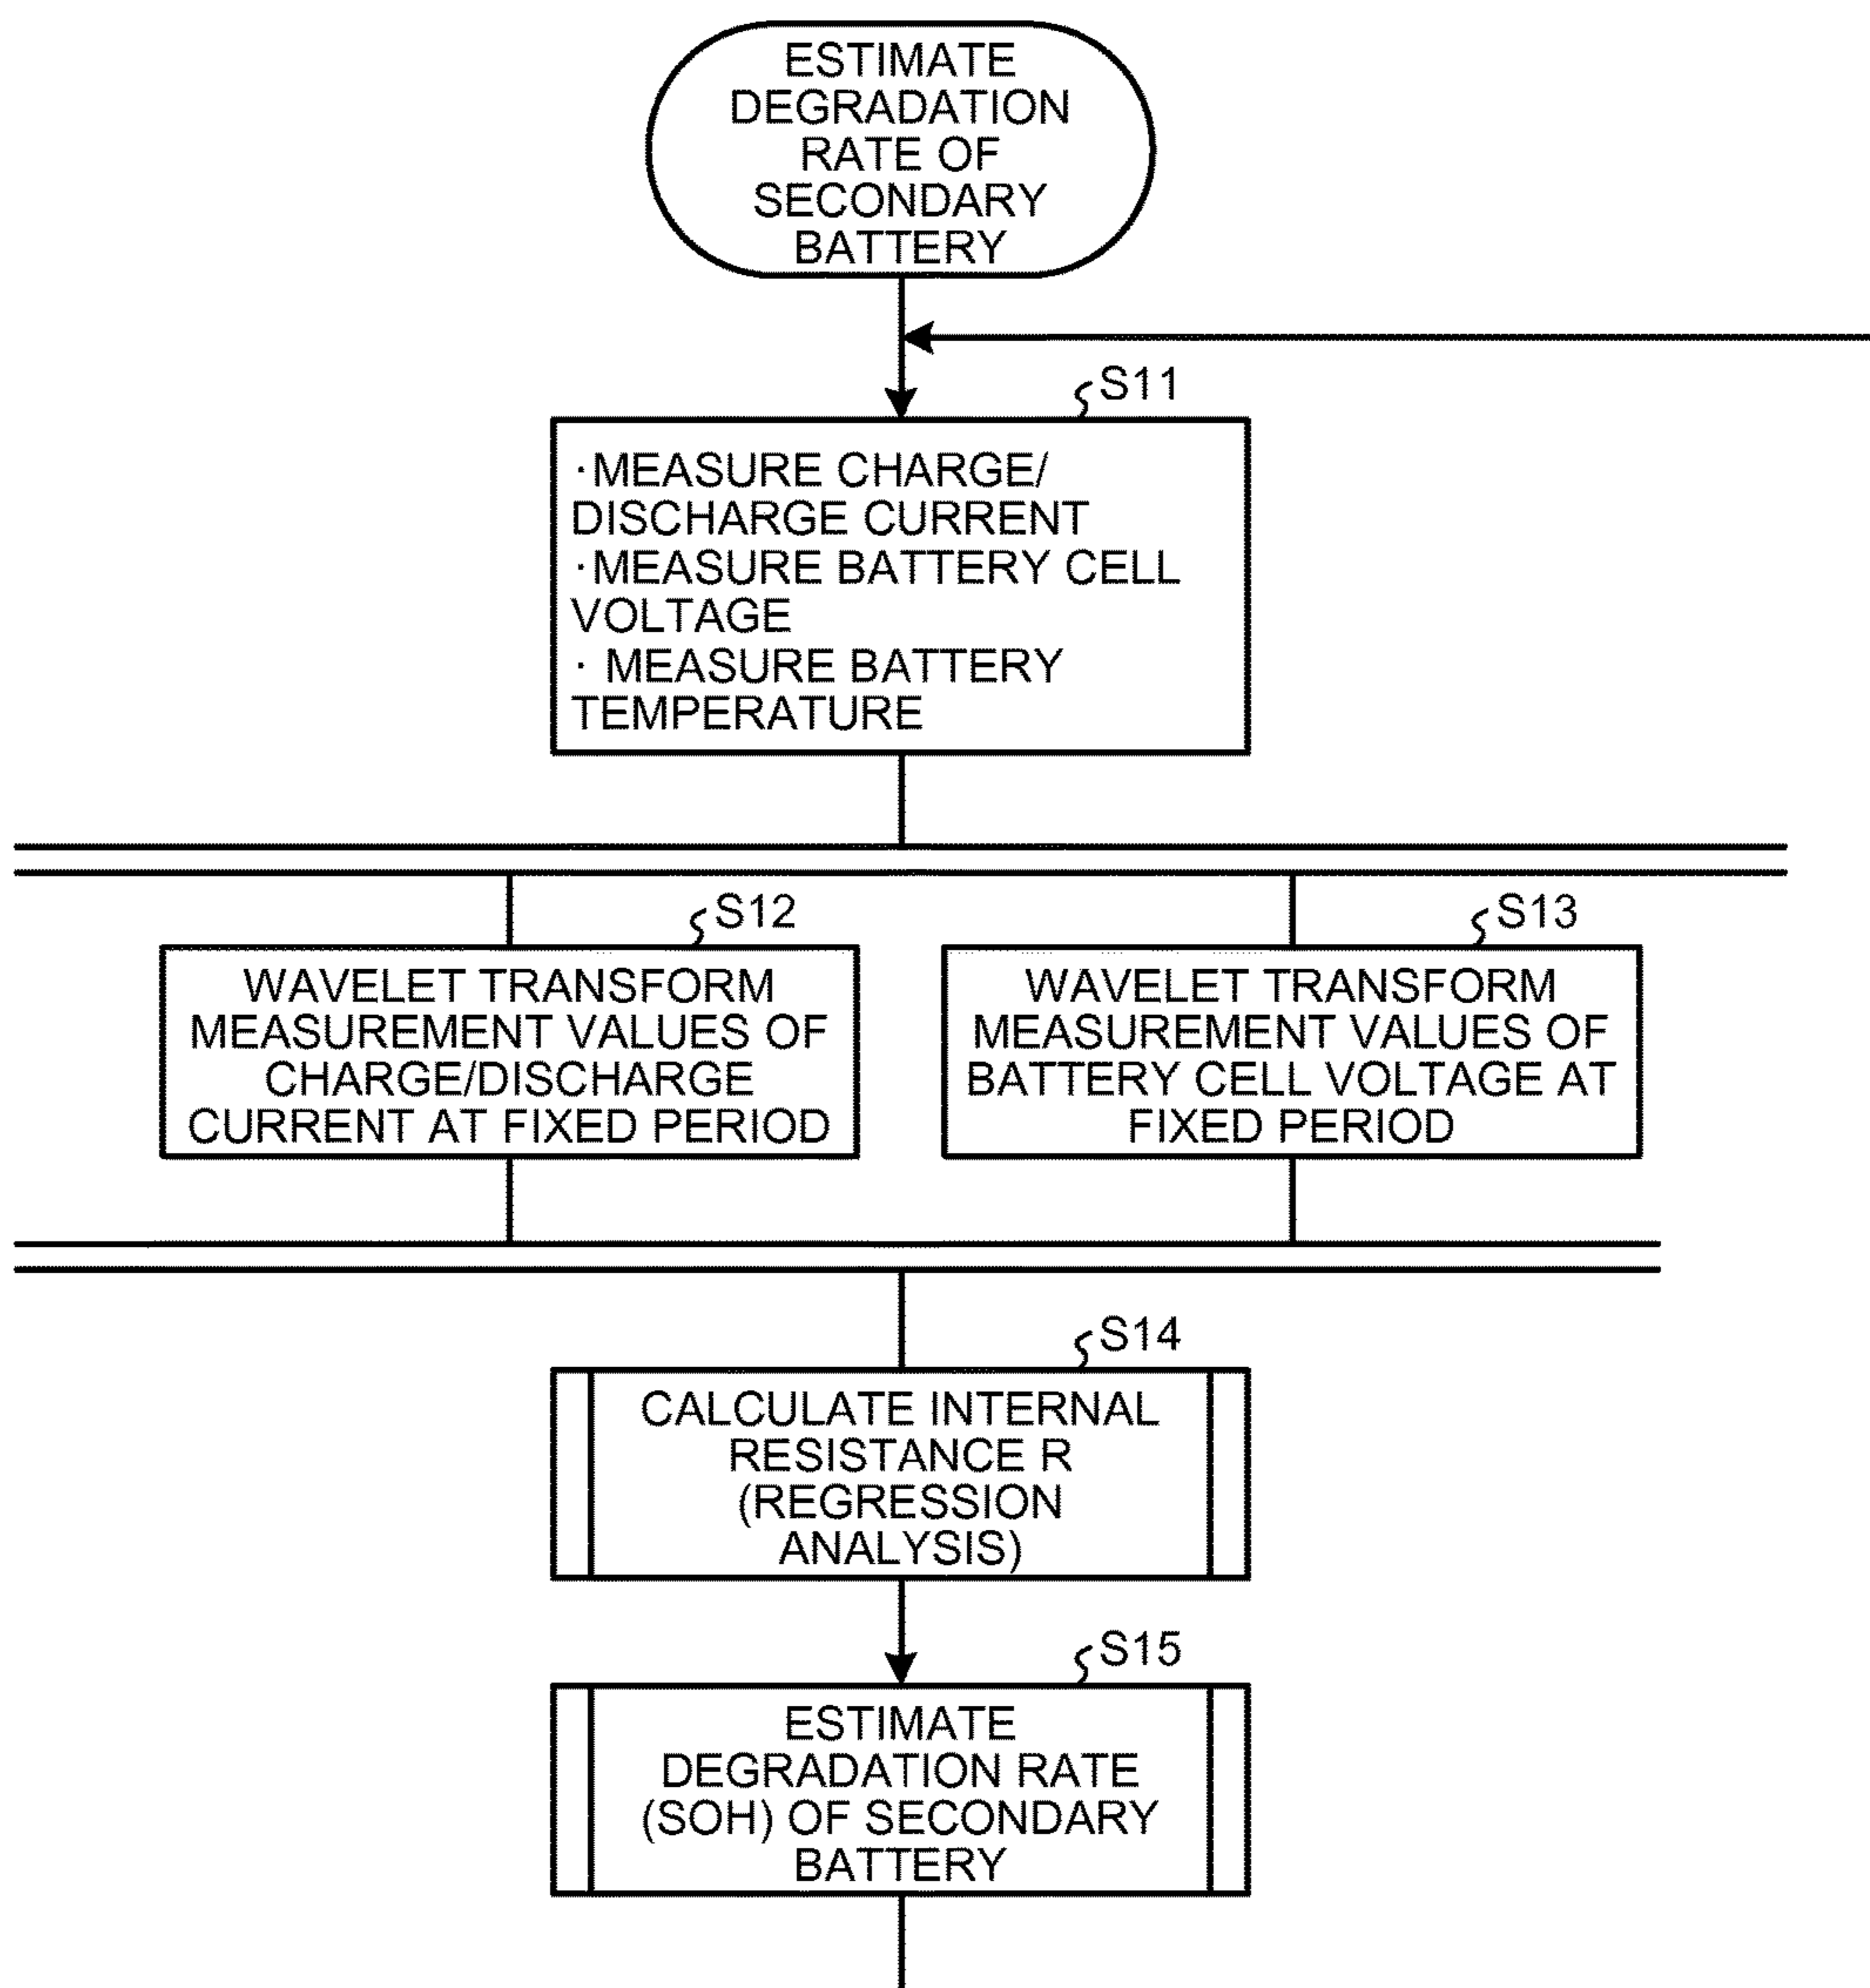 ESTIMATE
DEGRADATION
RATE OF
SECONDARY
BATTERY
S11
·MEASURE CHARGE/
DISCHARGE CURRENT
·MEASURE BATTERY CELL
VOLTAGE
· MEASURE BATTERY
TEMPERATURE
S12
WAVELET TRANSFORM
MEASUREMENT VALUES OF
CHARGE/DISCHARGE
CURRENT AT FIXED PERIOD
S13
WAVELET TRANSFORM
MEASUREMENT VALUES OF
BATTERY CELL VOLTAGE AT
FIXED PERIOD
S14
CALCULATE INTERNAL
RESISTANCE R
(REGRESSION
ANALYSIS)
S15
ESTIMATE
DEGRADATION RATE
(SOH) OF SECONDARY
BATTERY